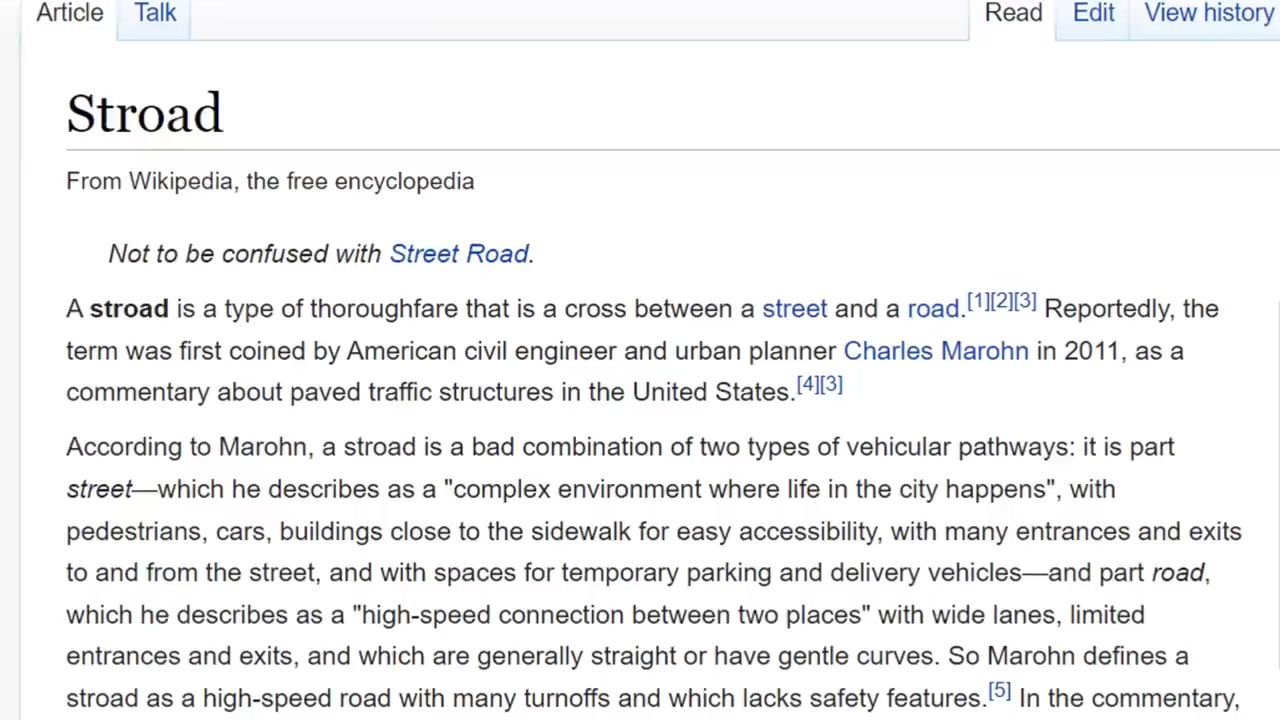 Article Talk Read Edit View history
Stroad
From Wikipedia, the free encyclopedia
Not to be confused with Street Road.
A stroad is a type of thoroughfare that is a cross between a street and a road.[1][2][3] Reportedly, the
term was first coined by American civil engineer and urban planner Charles Marohn in 2011, as a
commentary about paved traffic structures in the United States.[4][3]
According to Marohn, a stroad is a bad combination of two types of vehicular pathways: it is part
street—which he describes as a "complex environment where life in the city happens", with
pedestrians, cars, buildings close to the sidewalk for easy accessibility, with many entrances and exits
to and from the street, and with spaces for temporary parking and delivery vehicles—and part road,
which he describes as a "high-speed connection between two places" with wide lanes, limited
entrances and exits, and which are generally straight or have gentle curves. So Marohn defines a
stroad as a high-speed road with many turnoffs and which lacks safety features.[5] In the commentary,